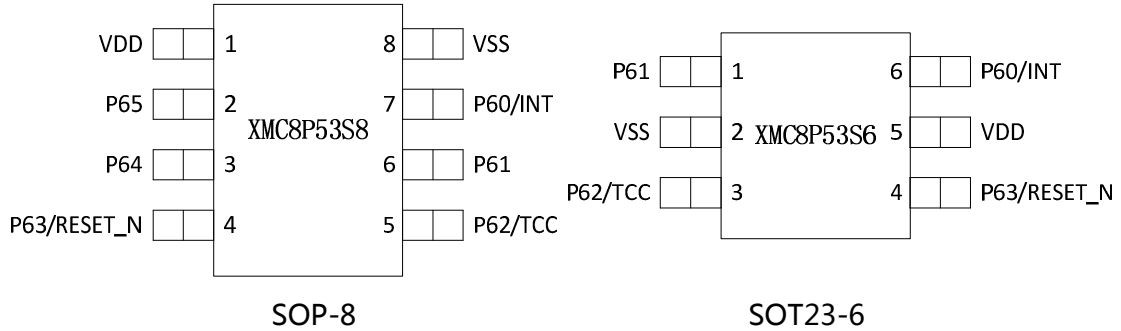 VDD 1 8 VSS
P65 2 7 P60/INT
XMC8P53S8
P64 3 6 P61
P63/RESET_N 4 5 P62/TCC
SOP-8
P61 1 6 P60/INT
VSS 2 XMC8P53S6 5 VDD
P62/TCC 3 4 P63/RESET_N
SOT23-6